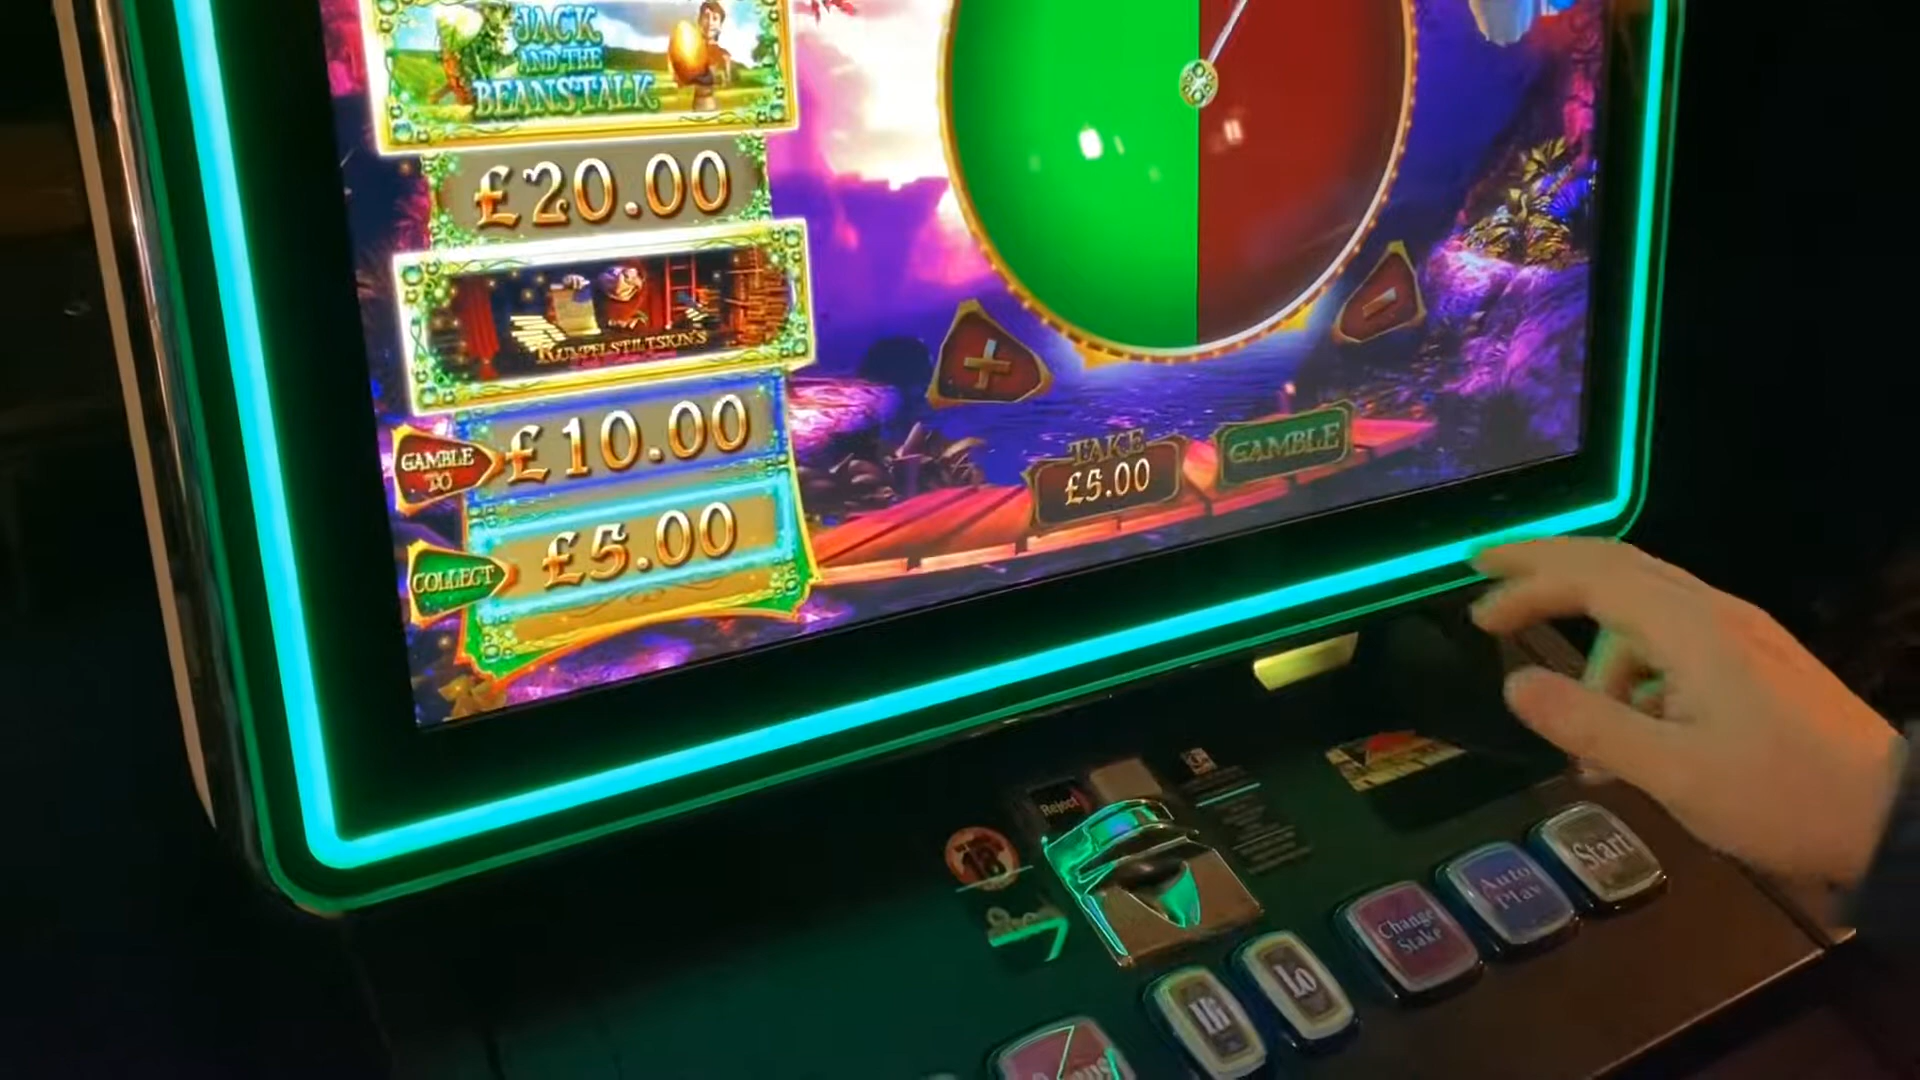 JACK
AND THE
BEANSTALK
£20.00
RUMPELSTILTSKIN'S
GAMBLE
TO
£10.00
COLLECT
£5.00
TAKE
£5.00
GAMBLE
Reject
18
Start
Auto
Play
Change
Stake
Lo
Hi